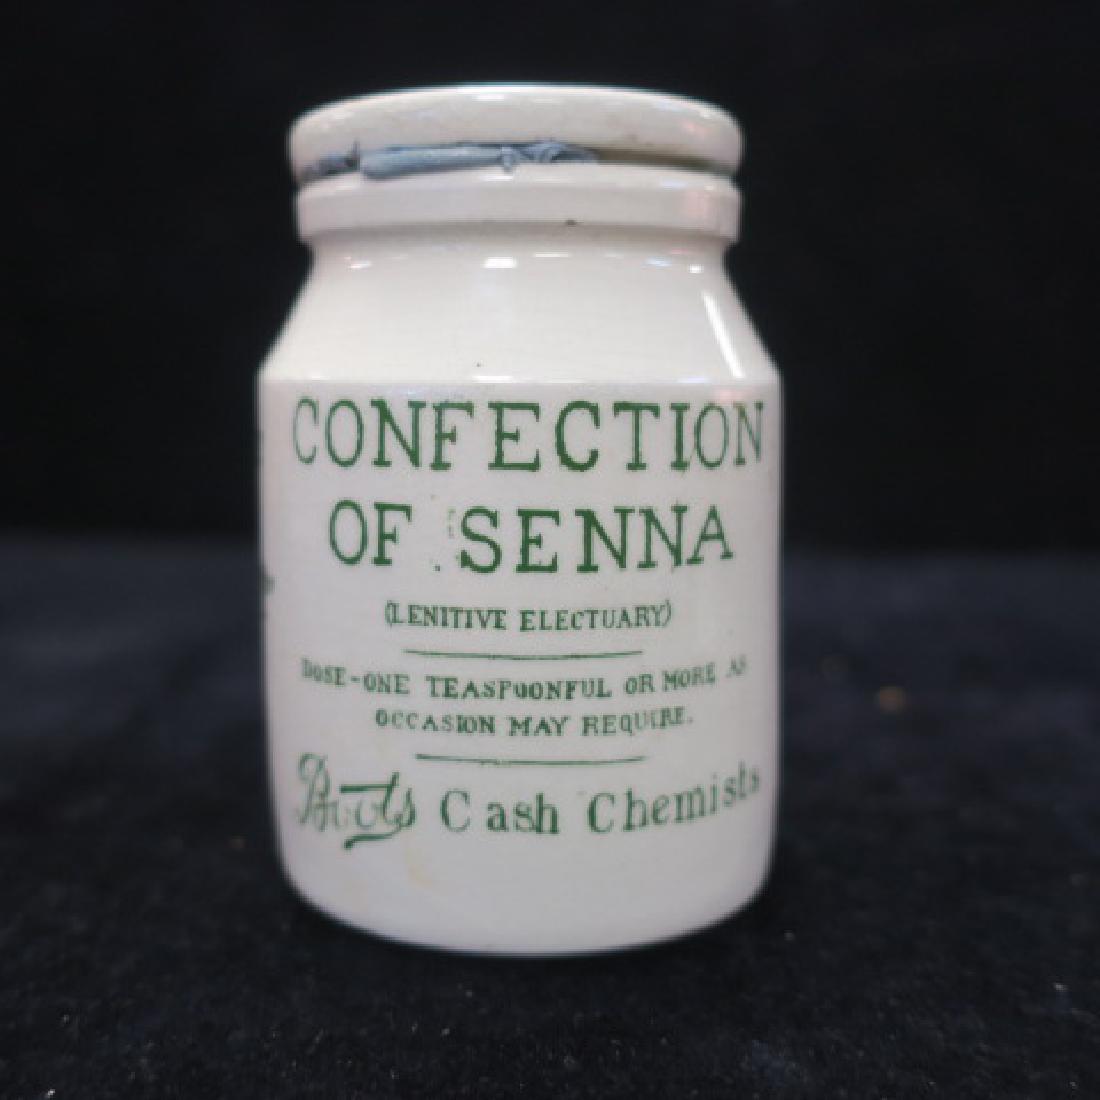 CONFECTION
OF SENNA
(LENITIVE ELECTUARY)
DOSE-ONE TEASPOONFUL OR MORE AS
OCCASION MAY REQUIRE.
Boots Cash Chemists